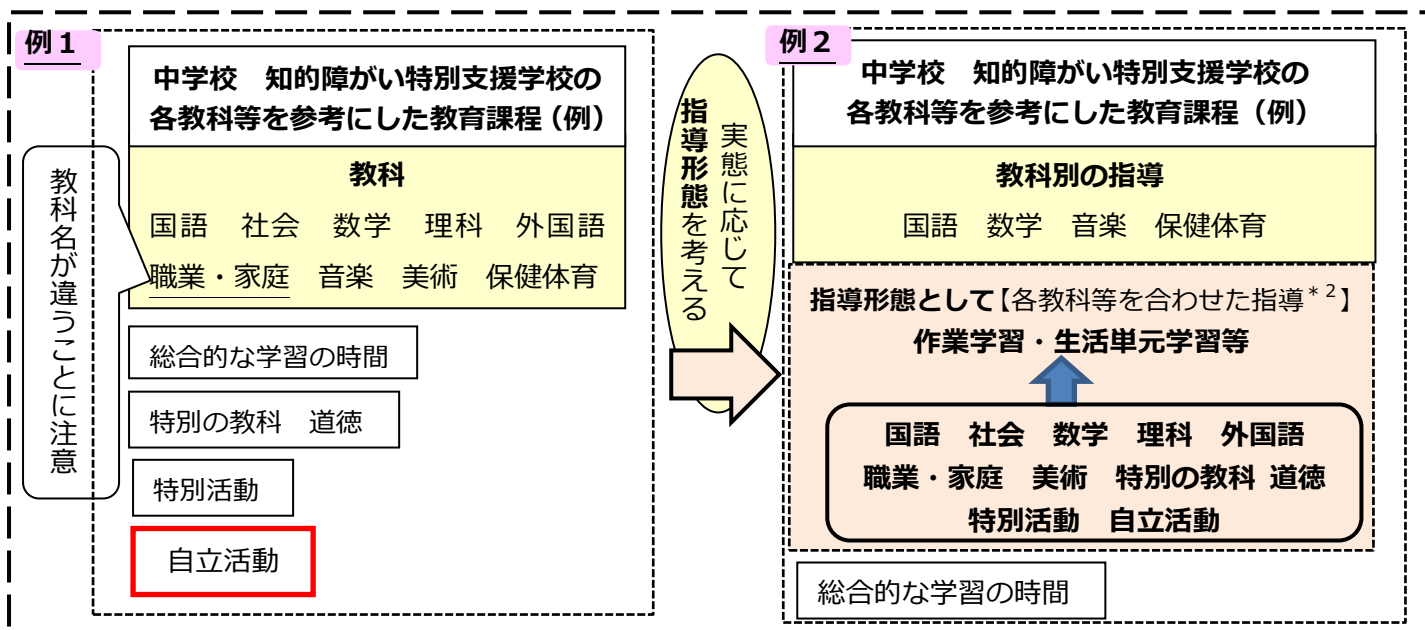 例１
中学校　知的障がい特別支援学校の
各教科等を参考にした教育課程（例）
教科
国語　社会　数学　理科　外国語
職業・家庭　音楽　美術　保健体育
教科名が違うことに注意
総合的な学習の時間
特別の教科　道徳
特別活動
自立活動
実態に応じて
指導形態を考える
例２
中学校　知的障がい特別支援学校の
各教科等を参考にした教育課程（例）
教科別の指導
国語　数学　音楽　保健体育
指導形態として【各教科等を合わせた指導＊２】
作業学習・生活単元学習等
国語　社会　数学　理科　外国語
職業・家庭　美術　特別の教科 道徳
特別活動　自立活動
総合的な学習の時間